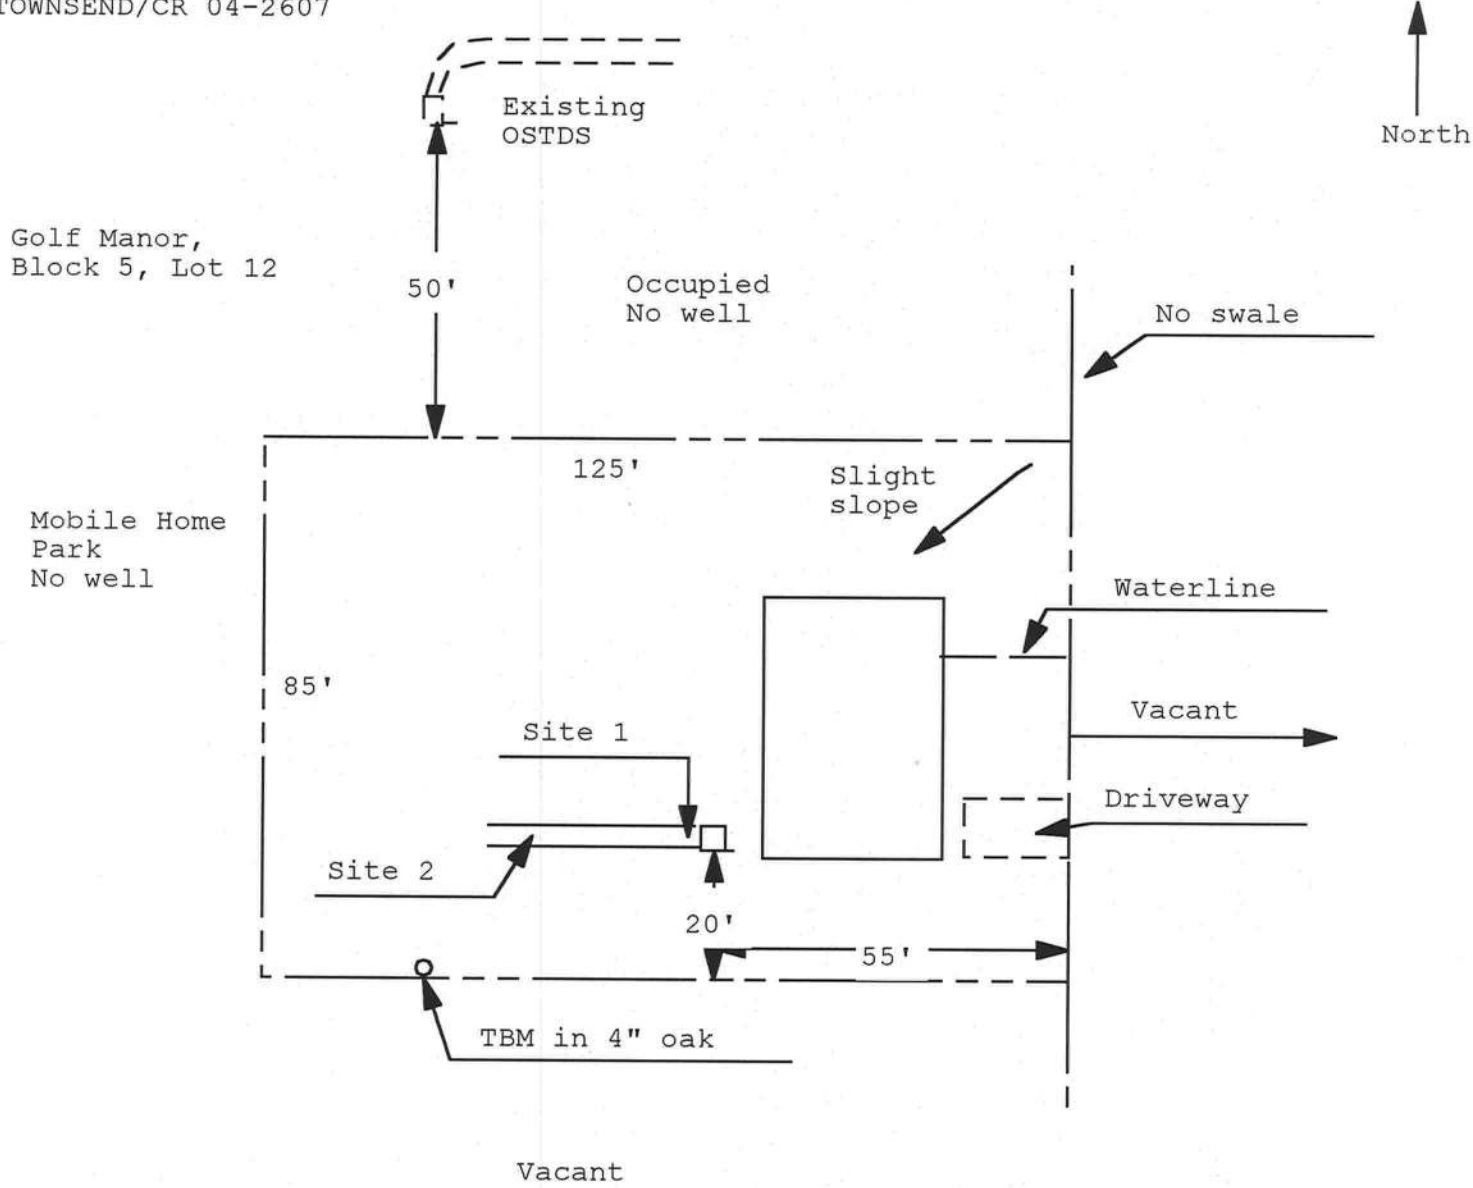 TOWNSEND/CR 04-2607
North
Existing
OSTDS
Golf Manor,
Block 5, Lot 12
50'
Occupied
No well
No swale
125'
Slight
slope
Mobile Home
Park
No well
Waterline
85'
Vacant
Site 1
Driveway
Site 2
20'
55'
TBM in 4" oak
Vacant